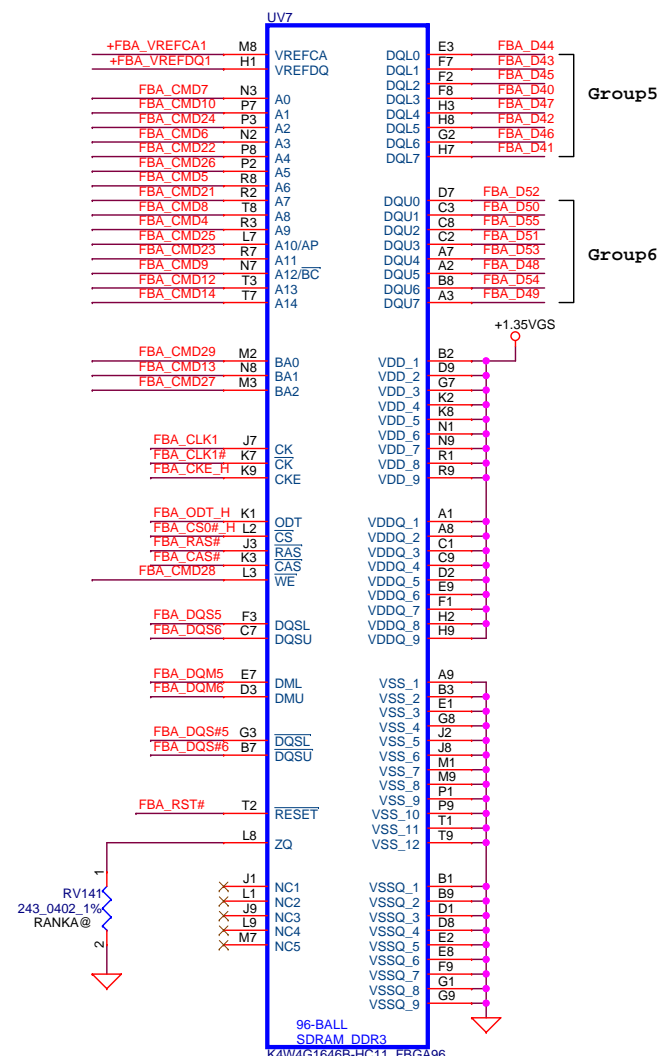 UV7
+FBA_VREFCA1 M8 VREFCA DQL0 E3 FBA_D44
+FBA_VREFDQ1 H1 VREFDQ DQL1 F7 FBA_D43
DQL2 F2 FBA_D45
FBA_CMD7 N3 A0 DQL3 F8 FBA_D40
FBA_CMD10 P7 A1 DQL4 H3 FBA_D47
FBA_CMD24 P3 A2 DQL5 H8 FBA_D42
FBA_CMD6 N2 A3 DQL6 G2 FBA_D46
FBA_CMD22 P8 A4 DQL7 H7 FBA_D41
Group5
FBA_CMD26 P2 A5
FBA_CMD5 R8 A6
FBA_CMD21 R2 A7 DQU0 D7 FBA_D52
FBA_CMD8 T8 A8 DQU1 C3 FBA_D50
FBA_CMD4 R3 A9 DQU2 C8 FBA_D55
FBA_CMD25 L7 A10/AP DQU3 C2 FBA_D51
FBA_CMD23 R7 A11 DQU4 A7 FBA_D53
FBA_CMD9 N7 A12/BC DQU5 A2 FBA_D48
FBA_CMD12 T3 A13 DQU6 B8 FBA_D54
FBA_CMD14 T7 A14 DQU7 A3 FBA_D49
Group6
+1.35VGS
FBA_CMD29 M2 BA0 VDD_1 B2
FBA_CMD13 N8 BA1 VDD_2 D9
FBA_CMD27 M3 BA2 VDD_3 G7
VDD_4 K2
VDD_5 K8
VDD_6 N1
FBA_CLK1 J7 CK VDD_7 N9
FBA_CLK1# K7 CK VDD_8 R1
FBA_CKE_H K9 CKE VDD_9 R9
FBA_ODT_H K1 ODT VDDQ_1 A1
FBA_CS0#_H L2 CS VDDQ_2 A8
FBA_RAS# J3 RAS VDDQ_3 C1
FBA_CAS# K3 CAS VDDQ_4 C9
FBA_CMD28 L3 WE VDDQ_5 D2
VDDQ_6 E9
VDDQ_7 F1
FBA_DQS5 F3 DQSL VDDQ_8 H2
FBA_DQS6 C7 DQSU VDDQ_9 H9
FBA_DQM5 E7 DML VSS_1 A9
FBA_DQM6 D3 DMU VSS_2 B3
VSS_3 E1
VSS_4 G8
FBA_DQS#5 G3 DQSL VSS_5 J2
FBA_DQS#6 B7 DQSU VSS_6 J8
VSS_7 M1
VSS_8 M9
VSS_9 P1
FBA_RST# T2 RESET VSS_10 P9
VSS_11 T1
L8 ZQ VSS_12 T9
1
RV141
243_0402_1%
RANKA@
2
J1 NC1 VSSQ_1 B1
L1 NC2 VSSQ_2 B9
J9 NC3 VSSQ_3 D1
L9 NC4 VSSQ_4 D8
M7 NC5 VSSQ_5 E2
VSSQ_6 E8
VSSQ_7 F9
VSSQ_8 G1
VSSQ_9 G9
96-BALL
SDRAM DDR3
K4W4G1646B-HC11_FBGA96